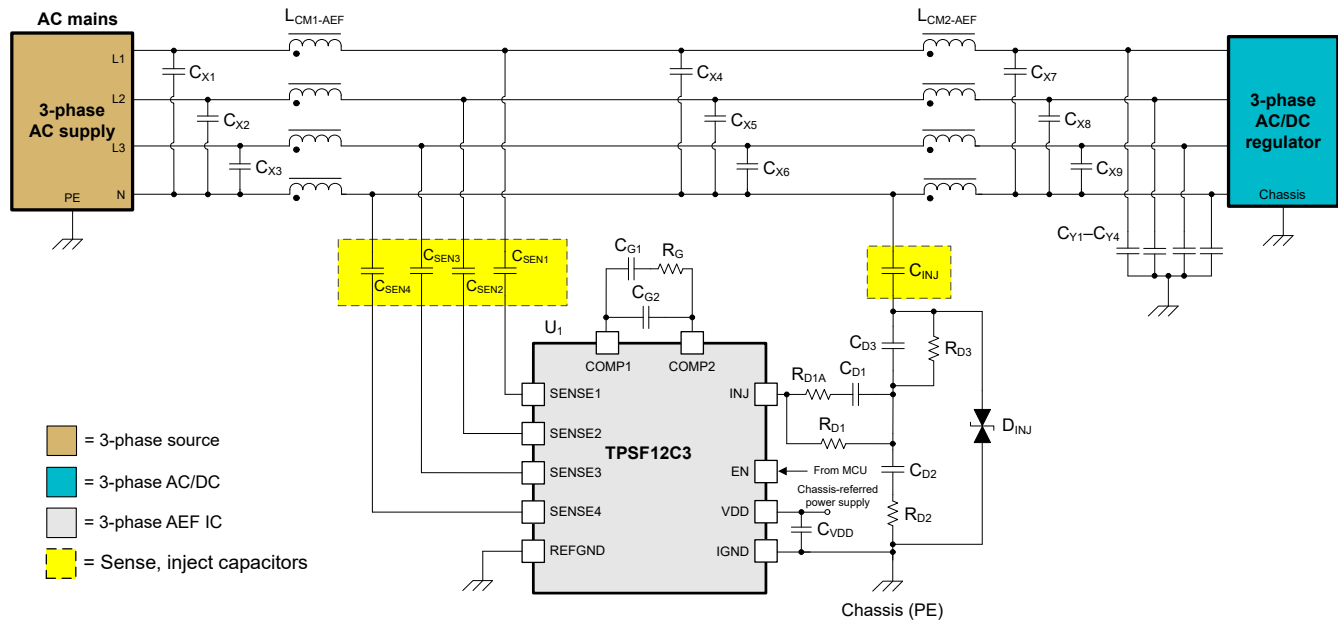 AC mains
L1
L2
L3
N
PE
3-phase
AC supply
LCM1-AEF
LCM2-AEF
CX1
CX2
CX3
CX4
CX5
CX6
CX7
CX8
CX9
3-phase
AC/DC
regulator
Chassis
CY1–CY4
CSEN4
CSEN3
CSEN2
CSEN1
CG1
RG
CG2
CINJ
U1
COMP1
COMP2
SENSE1
SENSE2
SENSE3
SENSE4
REFGND
TPSF12C3
INJ
EN
VDD
IGND
RD1A
CD1
RD1
CD3
RD3
DINJ
CD2
RD2
From MCU
Chassis-referred
power supply
CVDD
Chassis (PE)
= 3-phase source
= 3-phase AC/DC
= 3-phase AEF IC
= Sense, inject capacitors